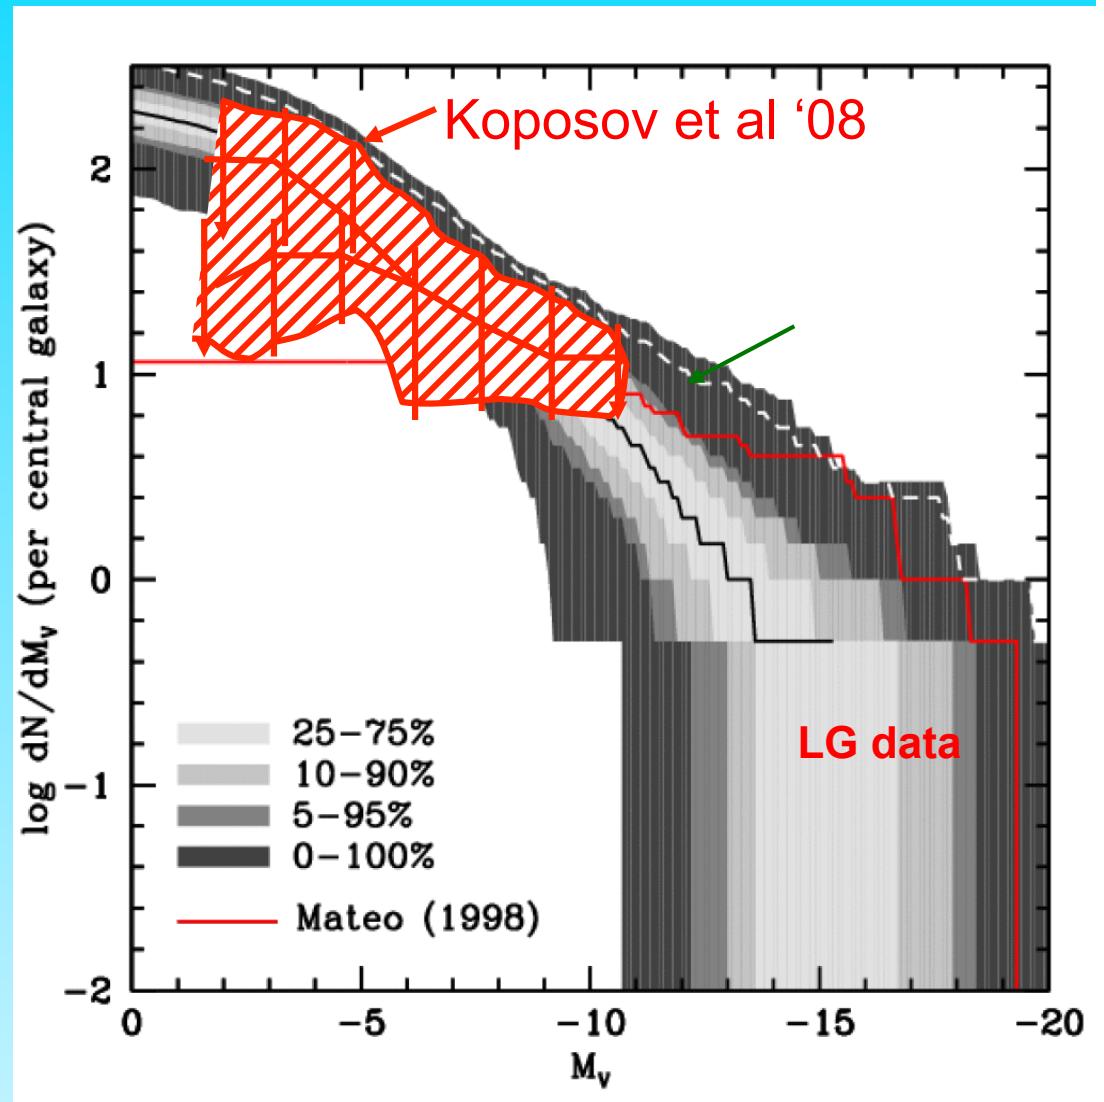 Koposov et al ‘08
2
1
0
-1
-2
log dN/dMv (per central galaxy)
25-75%
10-90%
5-95%
0-100%
Mateo (1998)
LG data
0 -5 -10 -15 -20
Mv